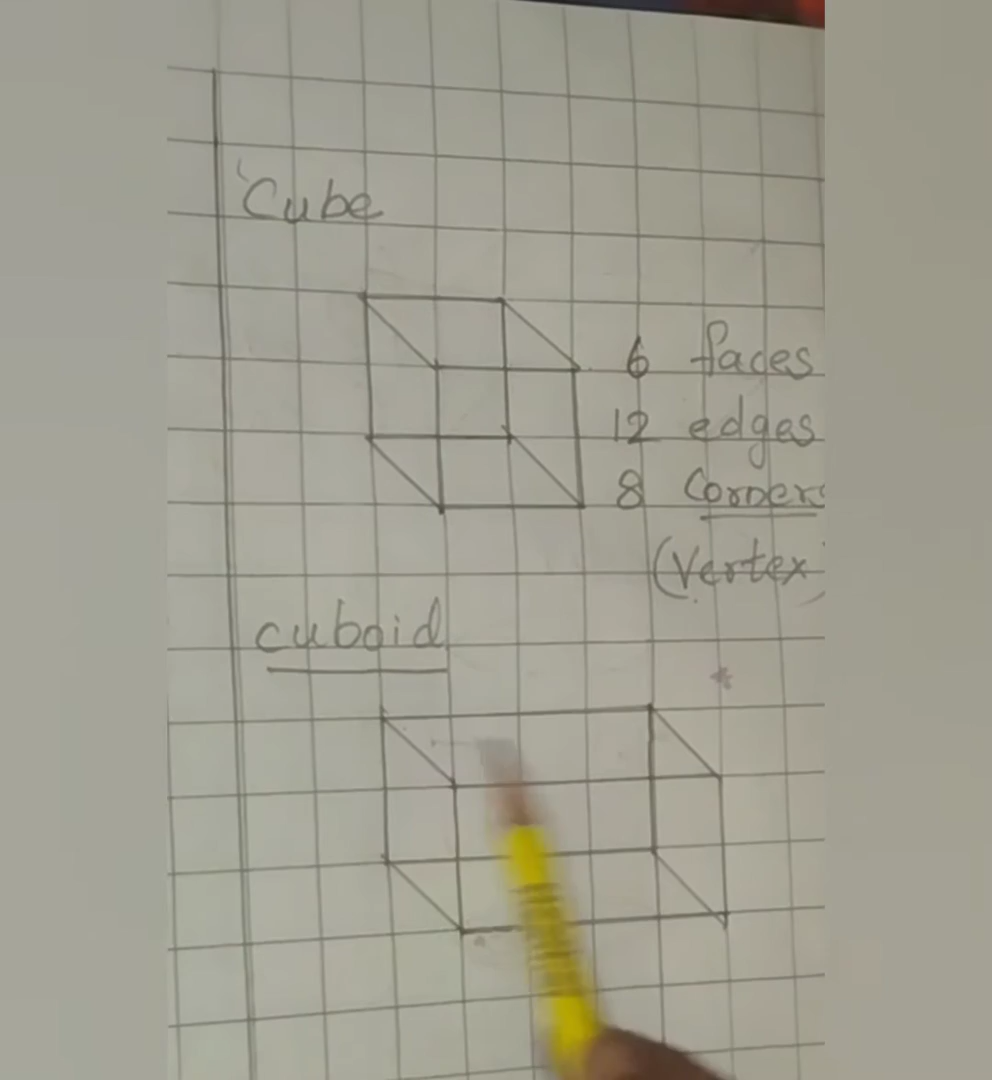 Cube
6 faces
12 edges
8 Corners
(Vertex)
cuboid